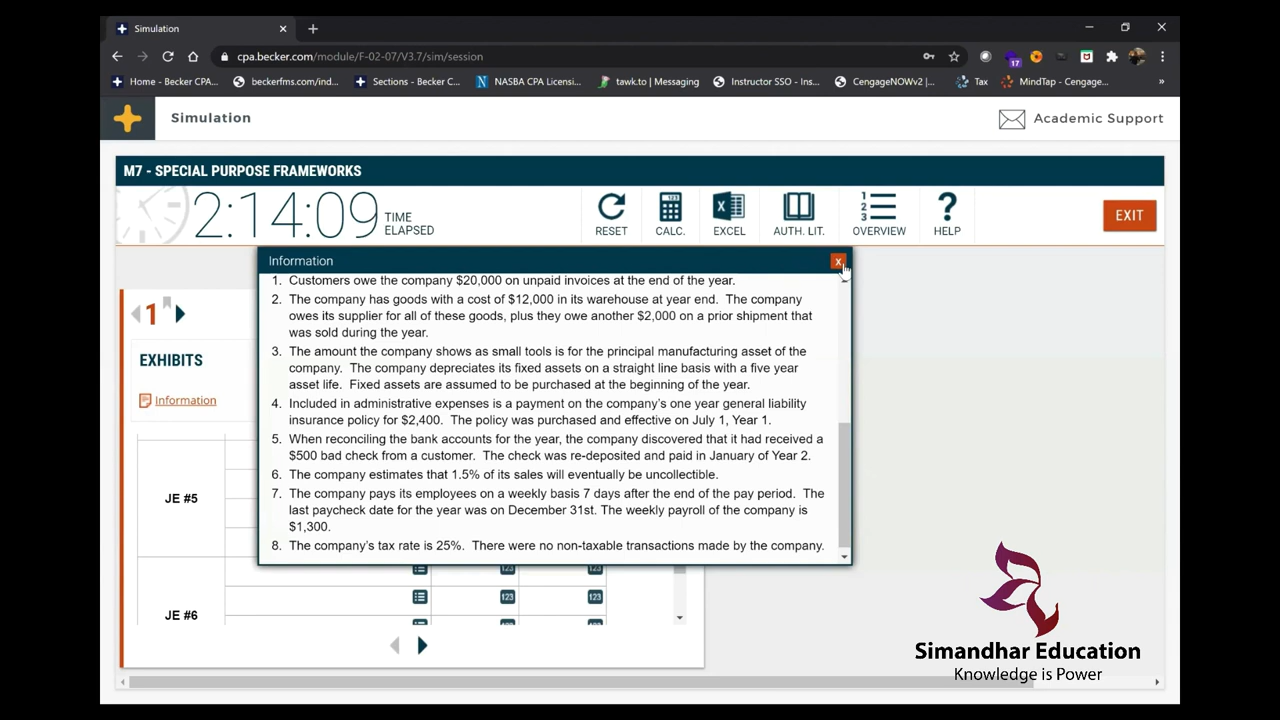 Simulation
cpa.becker.com/module/F-02-07/V3.7/sim/session
17
Home - Becker CPA...
beckerfms.com/ind...
Sections - Becker C...
NASBA CPA Licensi...
tawk.to | Messaging
Instructor SSO - Ins...
CengageNOWv2 |...
Tax
MindTap - Cengage...
»
Simulation
Academic Support
M7 - SPECIAL PURPOSE FRAMEWORKS
2:14:09
TIME
ELAPSED
RESET
CALC.
EXCEL
AUTH. LIT.
OVERVIEW
HELP
EXIT
Information
X
1. Customers owe the company $20,000 on unpaid invoices at the end of the year.
2. The company has goods with a cost of $12,000 in its warehouse at year end. The company
owes its supplier for all of these goods, plus they owe another $2,000 on a prior shipment that
was sold during the year.
3. The amount the company shows as small tools is for the principal manufacturing asset of the
company. The company depreciates its fixed assets on a straight line basis with a five year
asset life. Fixed assets are assumed to be purchased at the beginning of the year.
4. Included in administrative expenses is a payment on the company's one year general liability
insurance policy for $2,400. The policy was purchased and effective on July 1, Year 1.
5. When reconciling the bank accounts for the year, the company discovered that it had received a
$500 bad check from a customer. The check was re-deposited and paid in January of Year 2.
6. The company estimates that 1.5% of its sales will eventually be uncollectible.
7. The company pays its employees on a weekly basis 7 days after the end of the pay period. The
last paycheck date for the year was on December 31st. The weekly payroll of the company is
$1,300.
8. The company's tax rate is 25%. There were no non-taxable transactions made by the company.
1
EXHIBITS
Information
JE #5
123
123
123
123
JE #6
Simandhar Education
Knowledge is Power